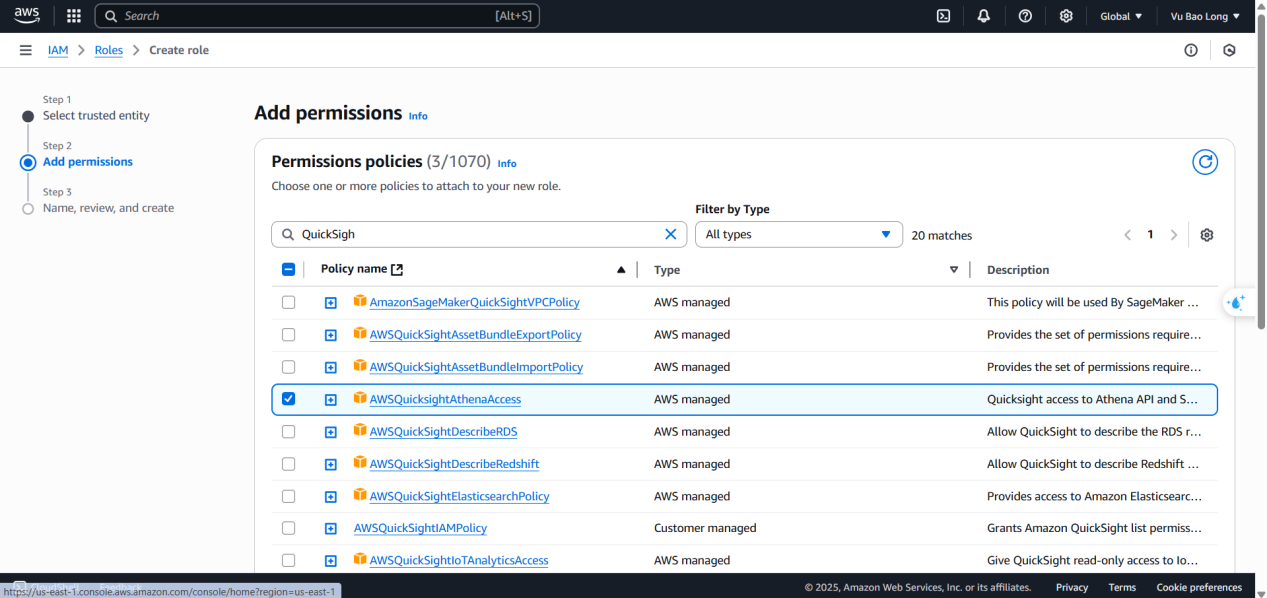 aws Search [Alt+S] Global Vu Bao Long
IAM Roles Create role
Step 1
Select trusted entity
Step 2
Add permissions
Step 3
Name, review, and create
Add permissions Info
Permissions policies (3/1070) Info
Choose one or more policies to attach to your new role.
Filter by Type
QuickSigh All types 20 matches 1
Policy name Type Description
AmazonSageMakerQuickSightVPCPolicy AWS managed This policy will be used By SageMaker ...
AWSQuickSightAssetBundleExportPolicy AWS managed Provides the set of permissions require...
AWSQuickSightAssetBundleImportPolicy AWS managed Provides the set of permissions require...
AWSQuicksightAthenaAccess AWS managed Quicksight access to Athena API and S...
AWSQuickSightDescribeRDS AWS managed Allow QuickSight to describe the RDS r...
AWSQuickSightDescribeRedshift AWS managed Allow QuickSight to describe Redshift ...
AWSQuickSightElasticsearchPolicy AWS managed Provides access to Amazon Elasticsearc...
AWSQuickSightIAMPolicy Customer managed Grants Amazon QuickSight list permiss...
AWSQuickSightIoTAnalyticsAccess AWS managed Give QuickSight read-only access to Io...
CloudShell Feedback © 2025, Amazon Web Services, Inc. or its affiliates. Privacy Terms Cookie preferences
https://us-east-1.console.aws.amazon.com/console/home?region=us-east-1